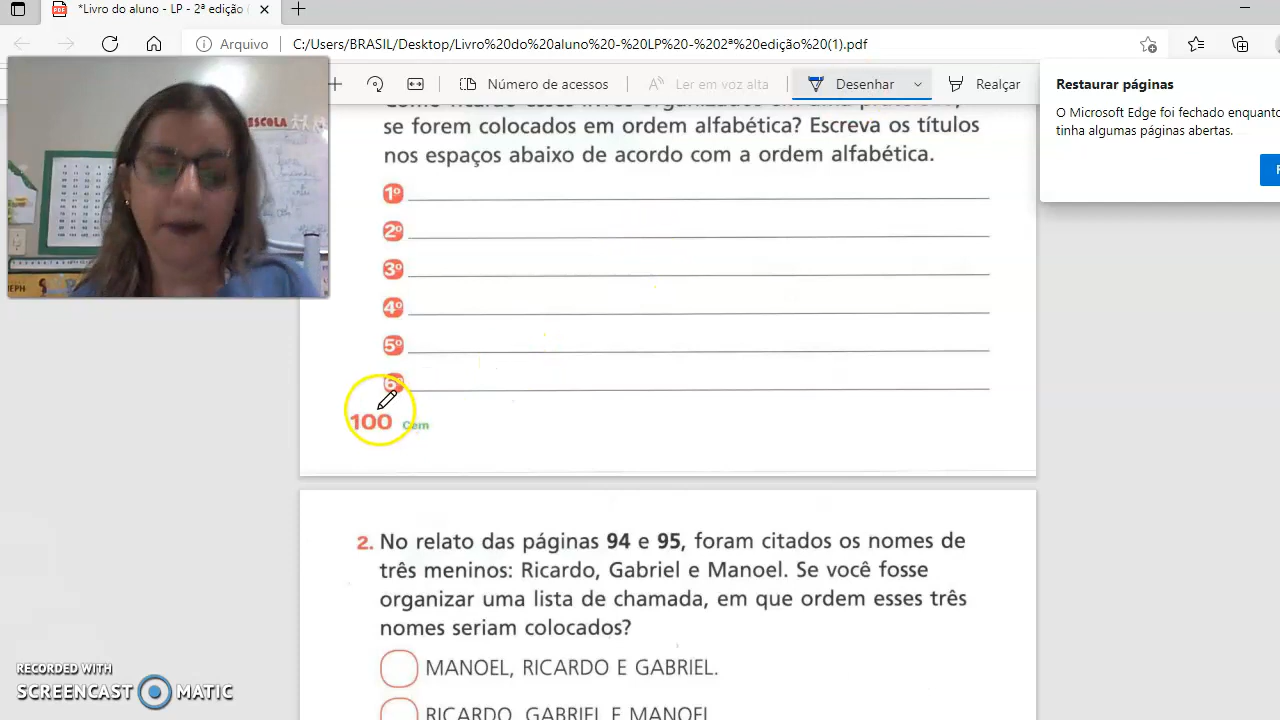 *Livro do aluno - LP - 2ª edição (
Arquivo
C:/Users/BRASIL/Desktop/Livro%20do%20aluno%20-%20LP%20-%202ª%20edição%20(1).pdf
Número de acessos
Ler em voz alta
Desenhar
Realçar
Restaurar páginas
O Microsoft Edge foi fechado enquanto
tinha algumas páginas abertas.
ESCOLA
se forem colocados em ordem alfabética? Escreva os títulos
nos espaços abaixo de acordo com a ordem alfabética.
1º
2º
3º
4º
5º
6º
100 Cem
2. No relato das páginas 94 e 95, foram citados os nomes de
três meninos: Ricardo, Gabriel e Manoel. Se você fosse
organizar uma lista de chamada, em que ordem esses três
nomes seriam colocados?
MANOEL, RICARDO E GABRIEL.
RICARDO, GABRIEL E MANOEL
RECORDED WITH
SCREENCAST MATIC